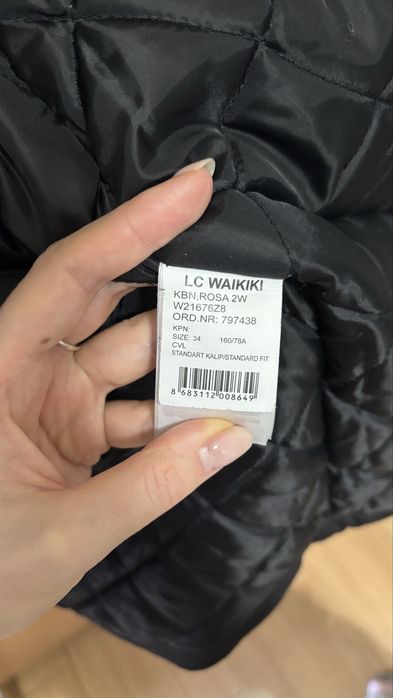 LC WAIKIKI
KBN.ROSA 2W
W21676Z8
ORD.NR: 797438
KPN:
SIZE: 34 160/78A
CVL
STANDART KALIP/STANDARD FIT
8 683112 008649